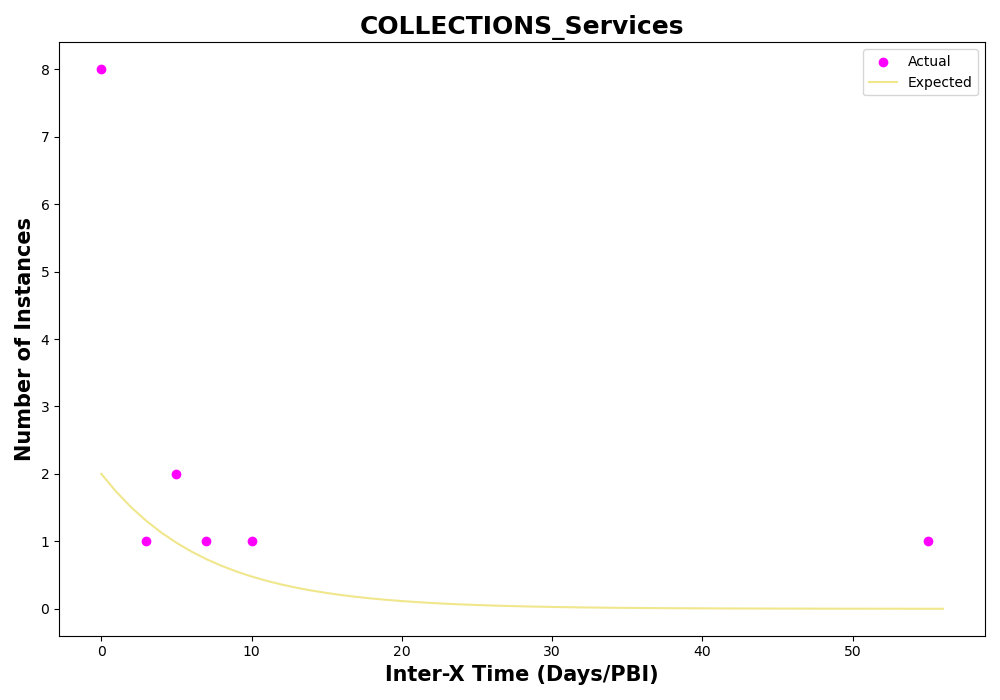 COLLECTIONS_Services
Actual
Expected
Number of Instances
8
7
6
5
4
3
2
1
0
0 10 20 30 40 50
Inter-X Time (Days/PBI)